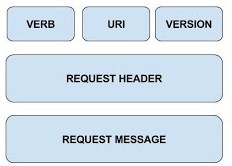 VERB URI VERSION
REQUEST HEADER
REQUEST MESSAGE